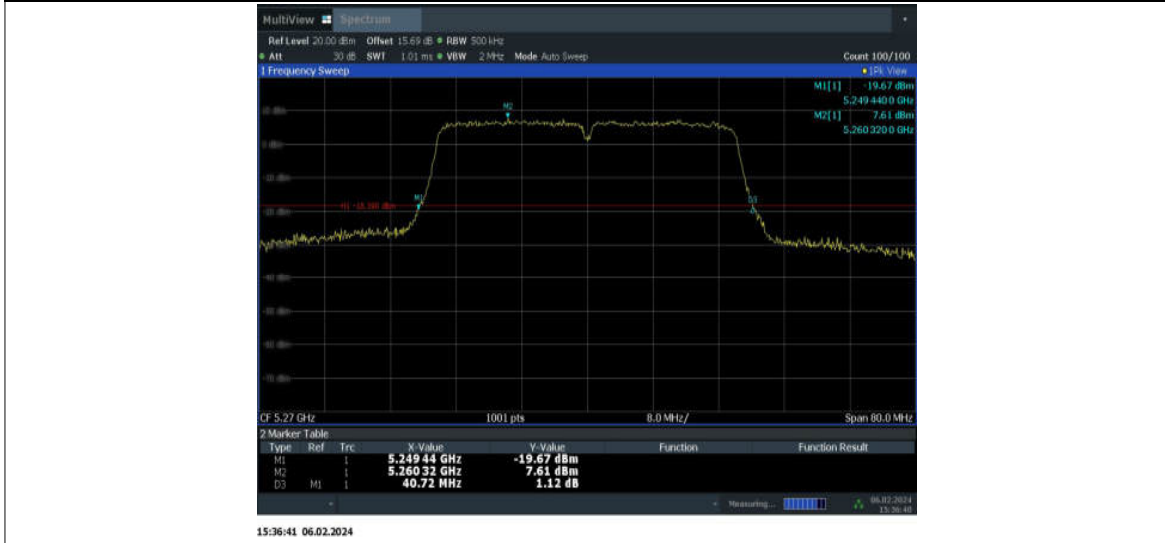 MultiView Spectrum
Ref Level 20.00 dBm Offset 15.69 dB RBW 500 kHz
Att 30 dB SWT 1.01 ms VBW 2 MHz Mode Auto Sweep Count 100/100
1 Frequency Sweep 1Pk View
M1[1] -19.67 dBm
5.249 440 0 GHz
M2[1] 7.61 dBm
5.260 320 0 GHz
M2
M1
D3
CF 5.27 GHz 1001 pts 8.0 MHz/ Span 80.0 MHz
2 Marker Table
Type Ref Trc X-Value Y-Value Function Function Result
M1 1 5.249 44 GHz -19.67 dBm
M2 1 5.260 32 GHz 7.61 dBm
D3 M1 1 40.72 MHz 1.12 dB
Measuring... 06.02.2024
15:36:40
15:36:41 06.02.2024